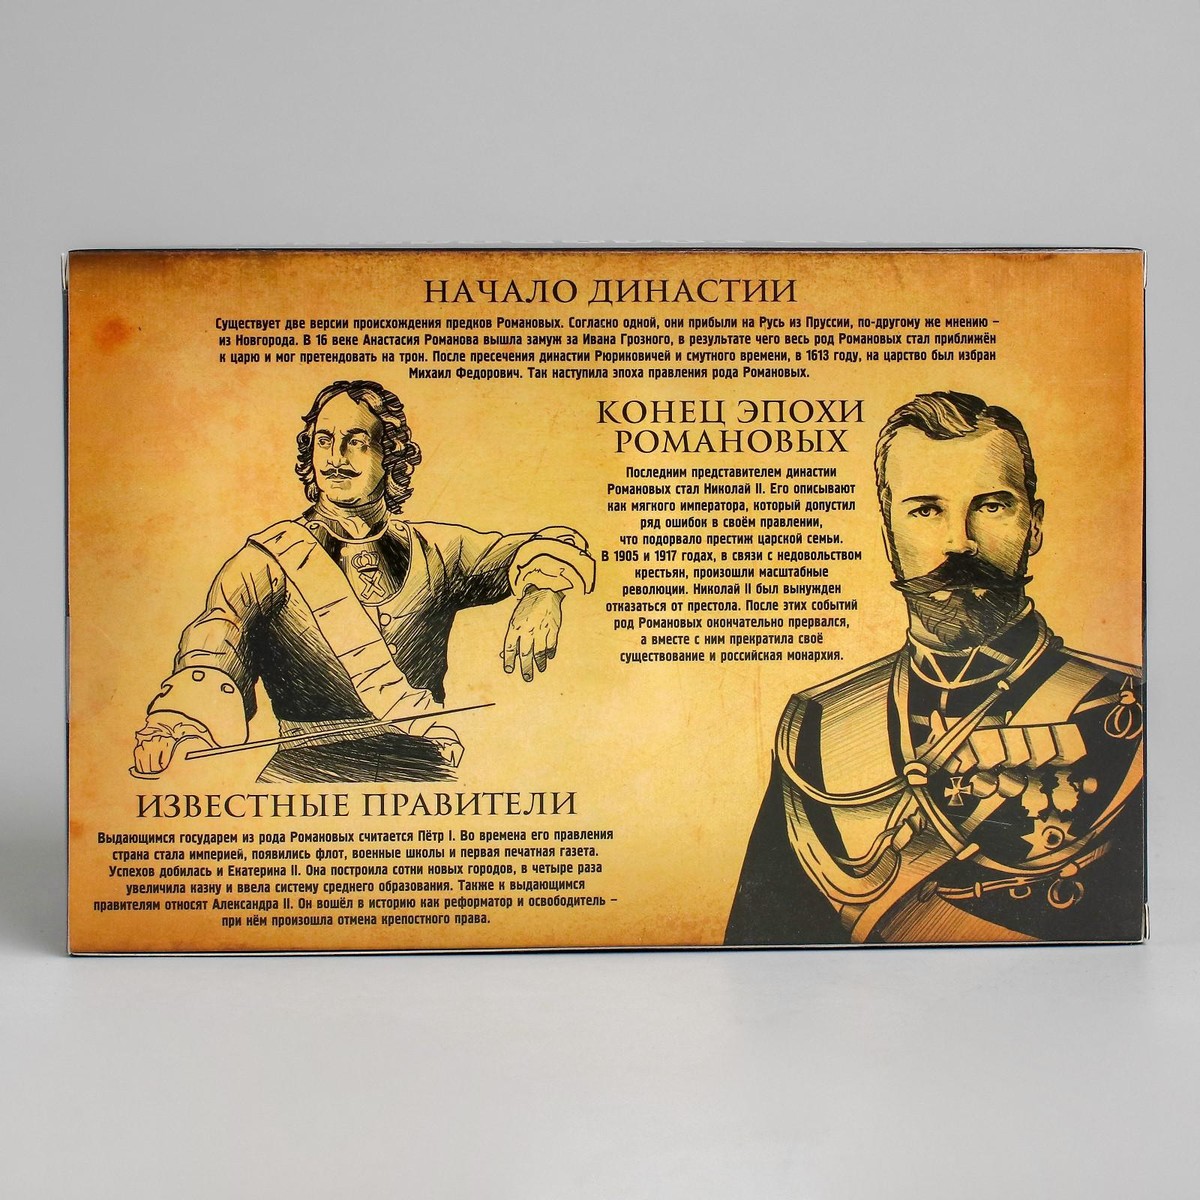 НАЧАЛО ДИНАСТИИ
Существует две версии происхождения предков Романовых. Согласно одной, они прибыли на Русь из Пруссии, по-другому же мнению –
из Новгорода. В 16 веке Анастасия Романова вышла замуж за Ивана Грозного, в результате чего весь род Романовых стал приближён
к царю и мог претендовать на трон. После пресечения династии Рюриковичей и смутного времени, в 1613 году, на царство был избран
Михаил Федорович. Так наступила эпоха правления рода Романовых.
КОНЕЦ ЭПОХИ
РОМАНОВЫХ
Последним представителем династии
Романовых стал Николай II. Его описывают
как мягкого императора, который допустил
ряд ошибок в своём правлении,
что подорвало престиж царской семьи.
В 1905 и 1917 годах, в связи с недовольством
крестьян, произошли масштабные
революции. Николай II был вынужден
отказаться от престола. После этих событий
род Романовых окончательно прервался,
а вместе с ним прекратила своё
существование и российская монархия.
ИЗВЕСТНЫЕ ПРАВИТЕЛИ
Выдающимся государем из рода Романовых считается Пётр I. Во времена его правления
страна стала империей, появились флот, военные школы и первая печатная газета.
Успехов добилась и Екатерина II. Она построила сотни новых городов, в четыре раза
увеличила казну и ввела систему среднего образования. Также к выдающимся
правителям относят Александра II. Он вошёл в историю как реформатор и освободитель –
при нём произошла отмена крепостного права.